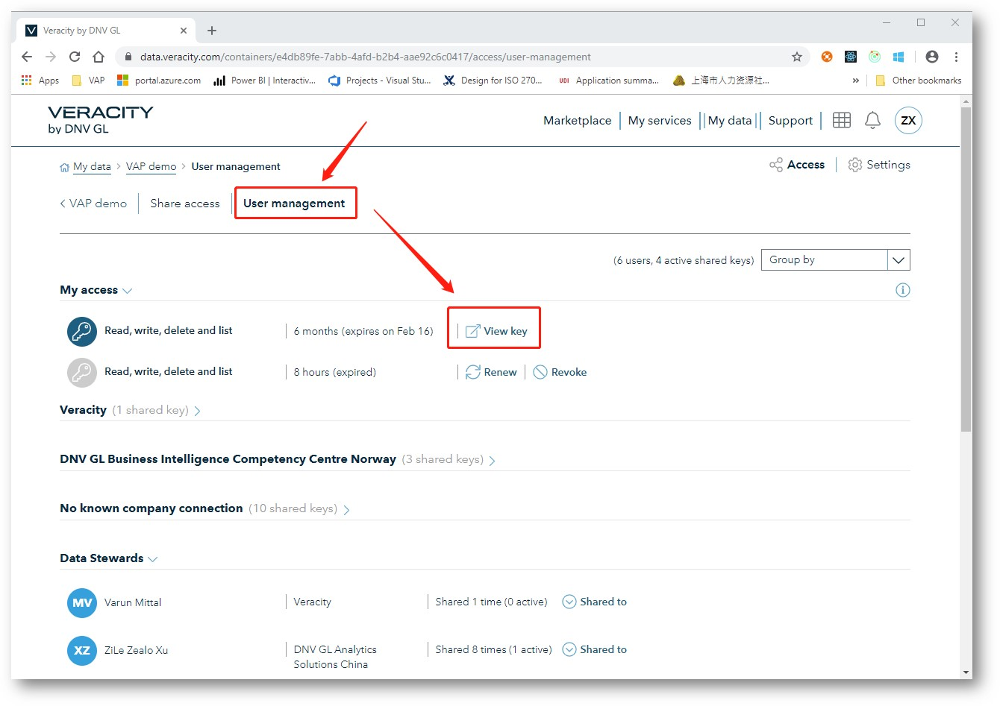 Veracity by DNV GL
data.veracity.com/containers/e4db89fe-7abb-4afd-b2b4-aae92c6c0417/access/user-management
Apps VAP portal.azure.com Power BI | Interactiv... Projects - Visual Stu... Design for ISO 270... UDI Application summa... 上海市人力资源社... » Other bookmarks
VERACITY
by DNV GL
Marketplace My services My data Support ZX
My data > VAP demo > User management
Access Settings
VAP demo Share access User management
(6 users, 4 active shared keys) Group by
My access
Read, write, delete and list 6 months (expires on Feb 16) View key
Read, write, delete and list 8 hours (expired) Renew Revoke
Veracity (1 shared key)
DNV GL Business Intelligence Competency Centre Norway (3 shared keys)
No known company connection (10 shared keys)
Data Stewards
MV Varun Mittal Veracity Shared 1 time (0 active) Shared to
XZ ZiLe Zealo Xu DNV GL Analytics Shared 8 times (1 active) Shared to
Solutions China